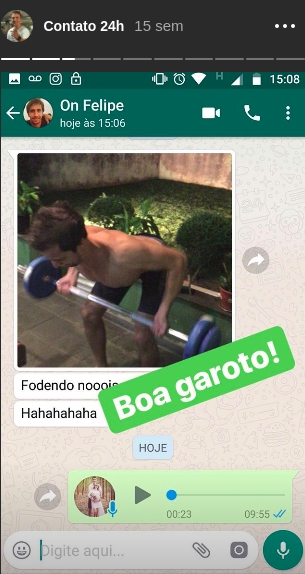 Contato 24h 15 sem
H 15:08
On Felipe
hoje às 15:06
Fodendo nooois
Hahahahaha
Boa garoto!
HOJE
00:23 09:55
Digite aqui...